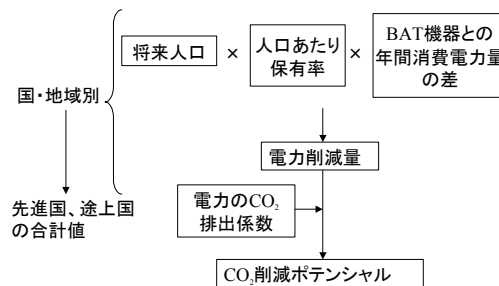 将来人口
×
人口あたり
保有率
×
BAT機器との
年間消費電力量
の差
国・地域別
電力削減量
先進国、途上国
の合計値
電力のCO₂
排出係数
CO₂削減ポテンシャル